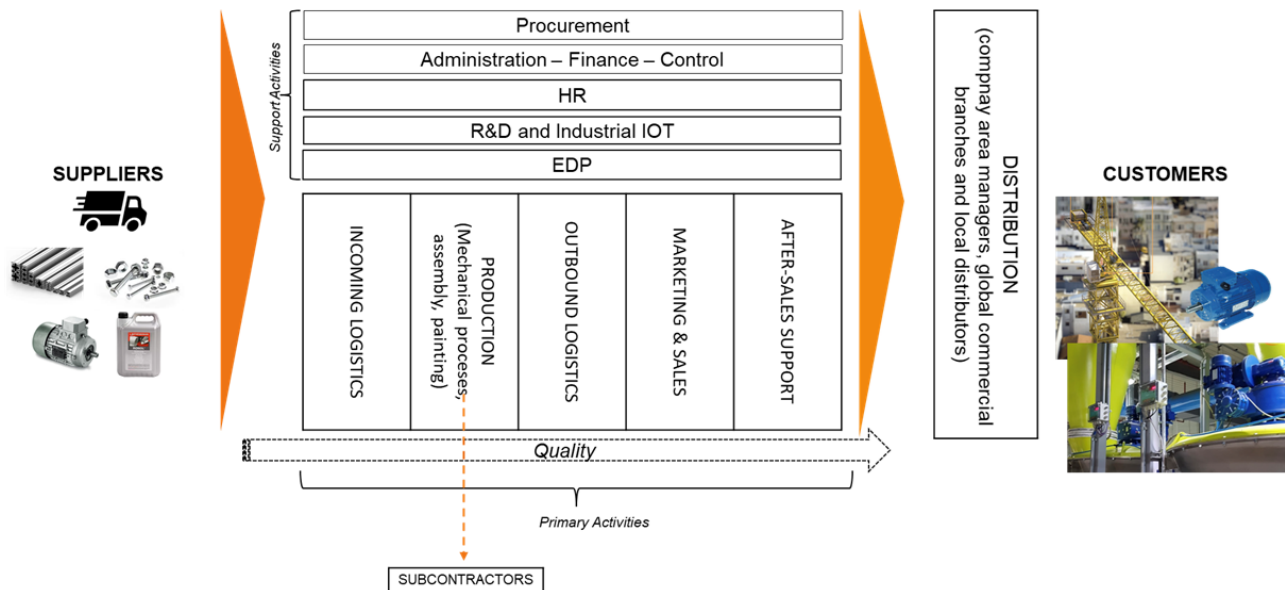 Procurement
Administration – Finance – Control
HR
R&D and Industrial IOT
EDP
Support Activities
SUPPLIERS
INCOMING LOGISTICS
PRODUCTION
(Mechanical proceses,
assembly, painting)
OUTBOUND LOGISTICS
MARKETING & SALES
AFTER-SALES SUPPORT
Quality
Primary Activities
SUBCONTRACTORS
DISTRIBUTION
(compnay area managers, global commercial
branches and local distributors)
CUSTOMERS